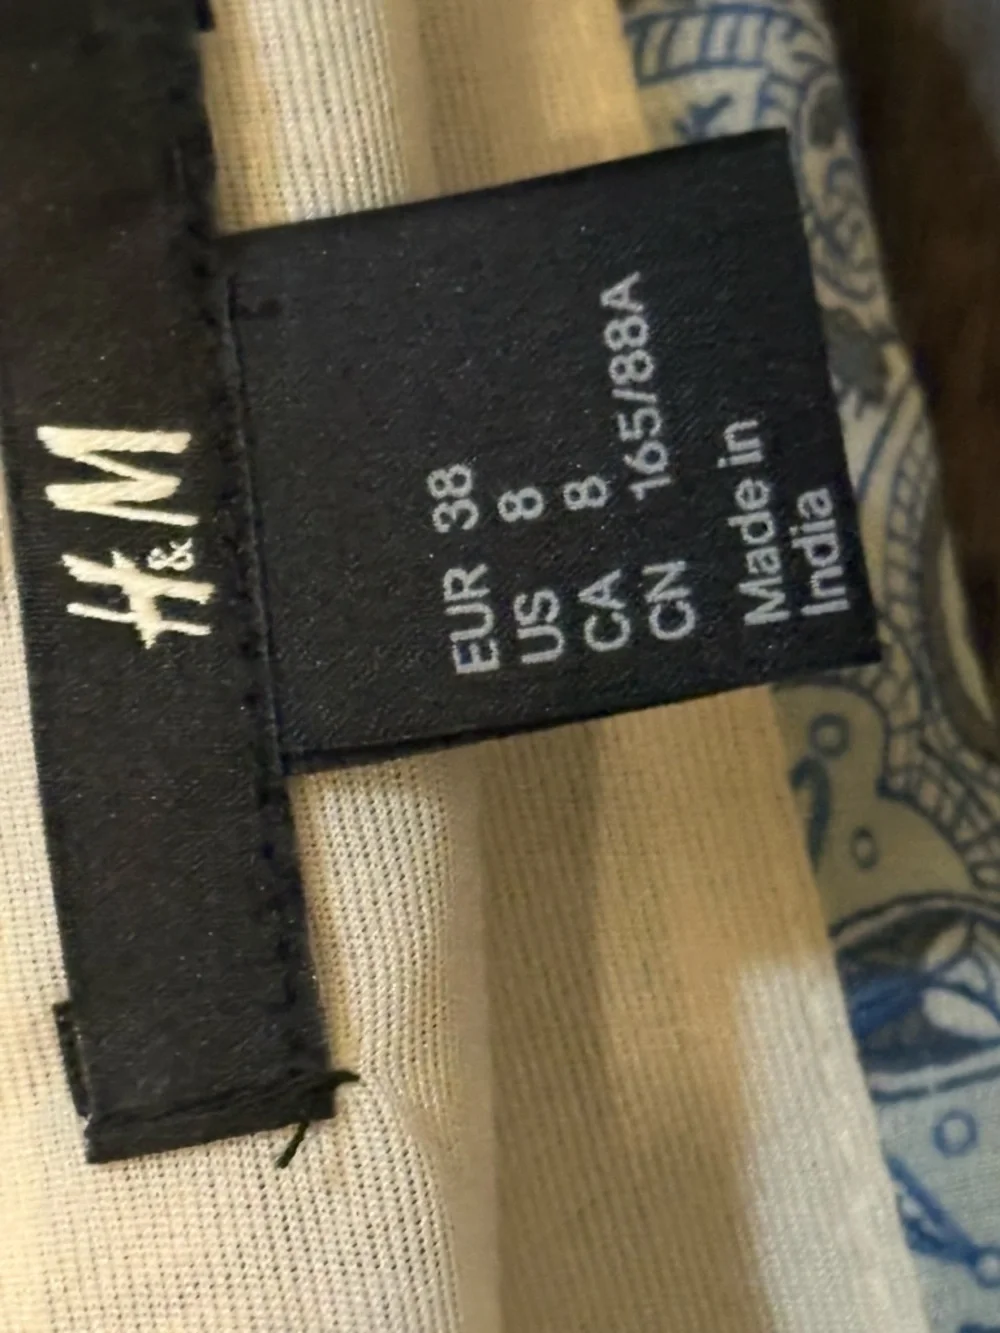 H&M
EUR 38
US 8
CA 8
CN 165/88A
Made in
India